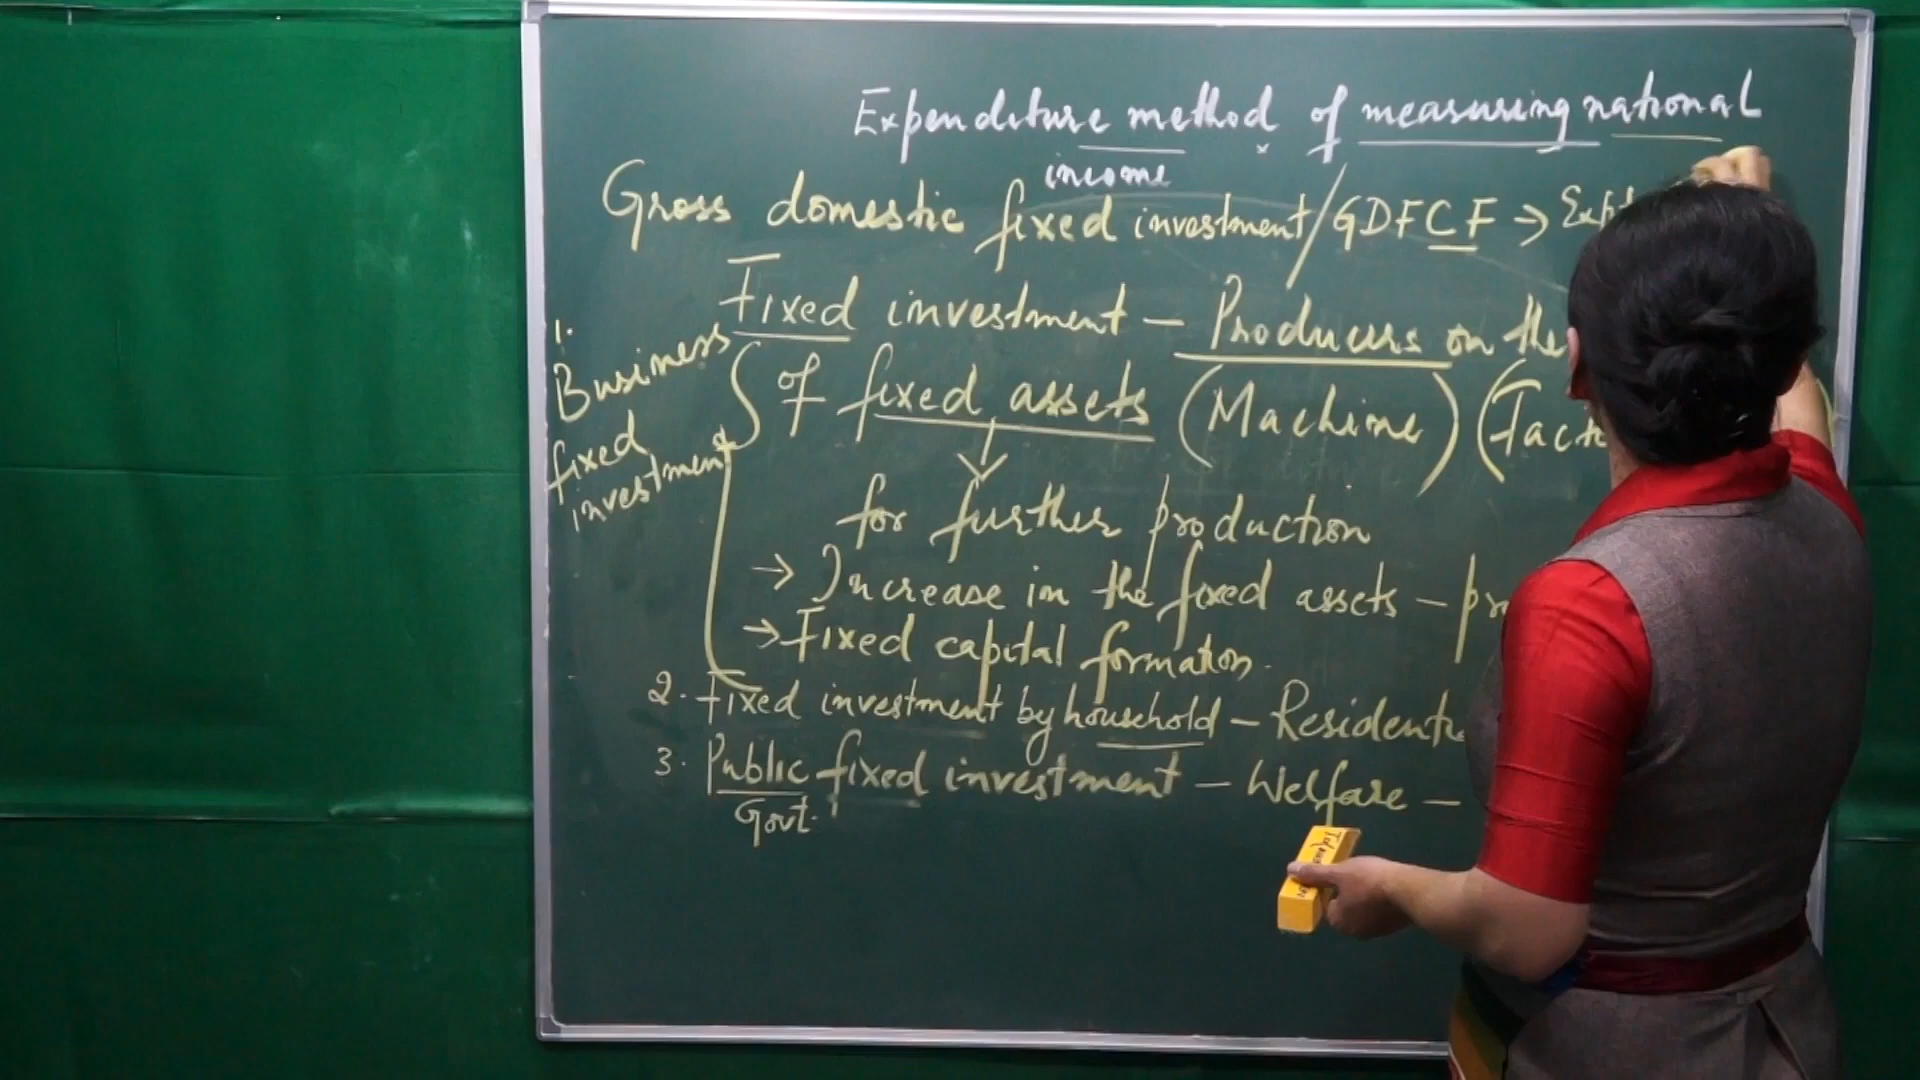 Expenditure method of measuring national
income
Gross domestic fixed investment/GDFCF →
Fixed investment – Producers on the
of fixed assets (Machine)
for further production
→ Increase in the fixed assets –
→ Fixed capital formation.
1.
Business
fixed
investment
2. Fixed investment by household –
3. Public fixed investment – Welfare –
Govt.